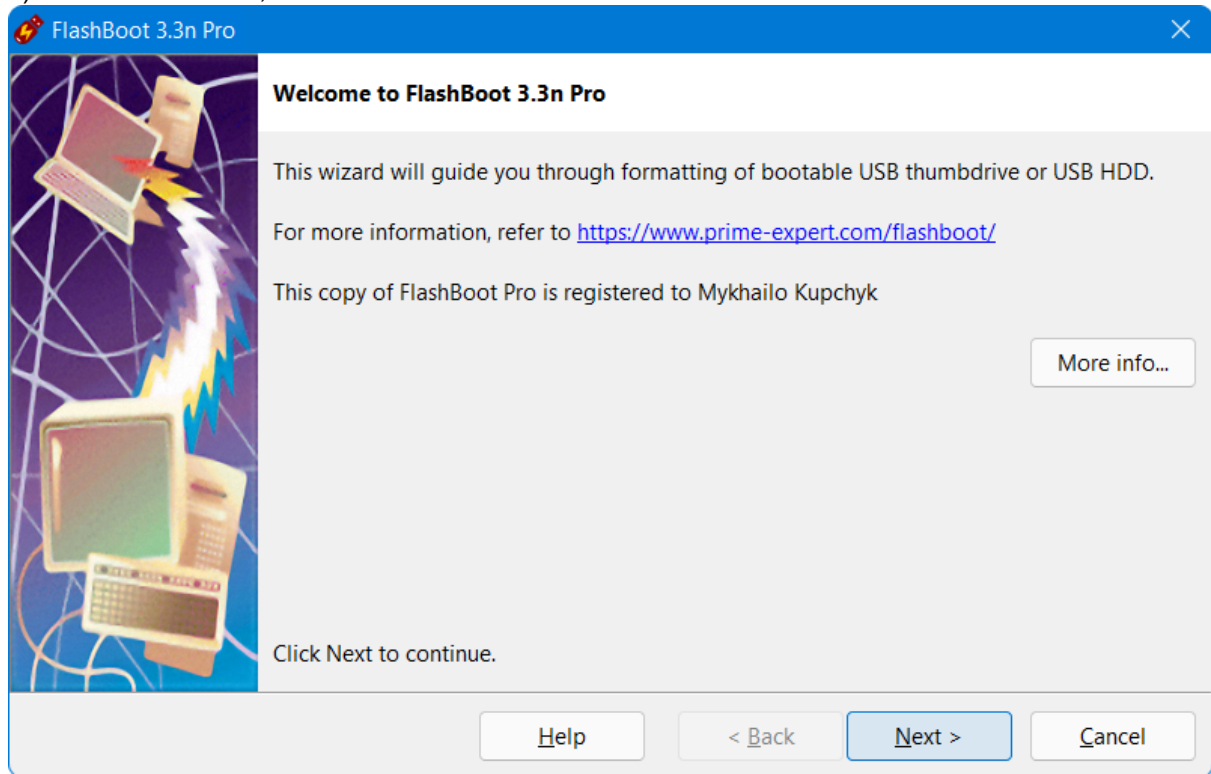 FlashBoot 3.3n Pro
Welcome to FlashBoot 3.3n Pro
This wizard will guide you through formatting of bootable USB thumbdrive or USB HDD.
For more information, refer to https://www.prime-expert.com/flashboot/
This copy of FlashBoot Pro is registered to Mykhailo Kupchyk
More info...
Click Next to continue.
Help
< Back
Next >
Cancel